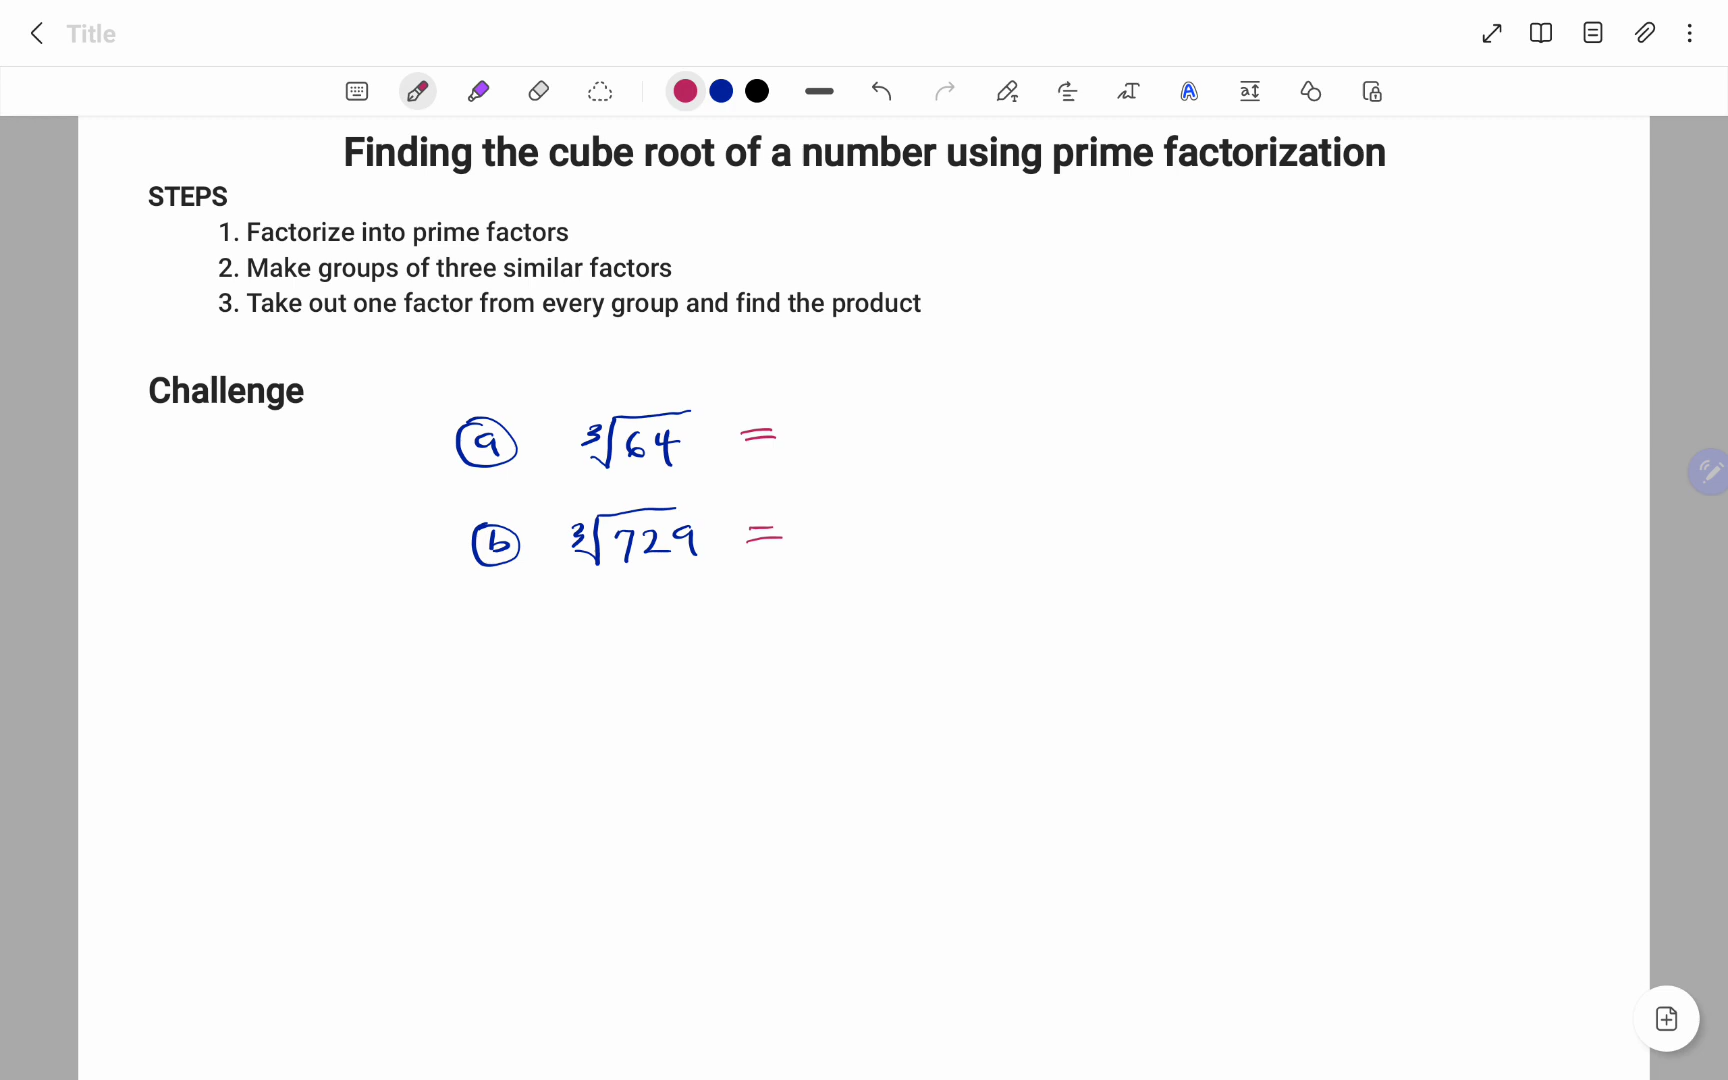 Title
Finding the cube root of a number using prime factorization
STEPS
1. Factorize into prime factors
2. Make groups of three similar factors
3. Take out one factor from every group and find the product
Challenge
(a) ∛64 =
(b) ∛729 =